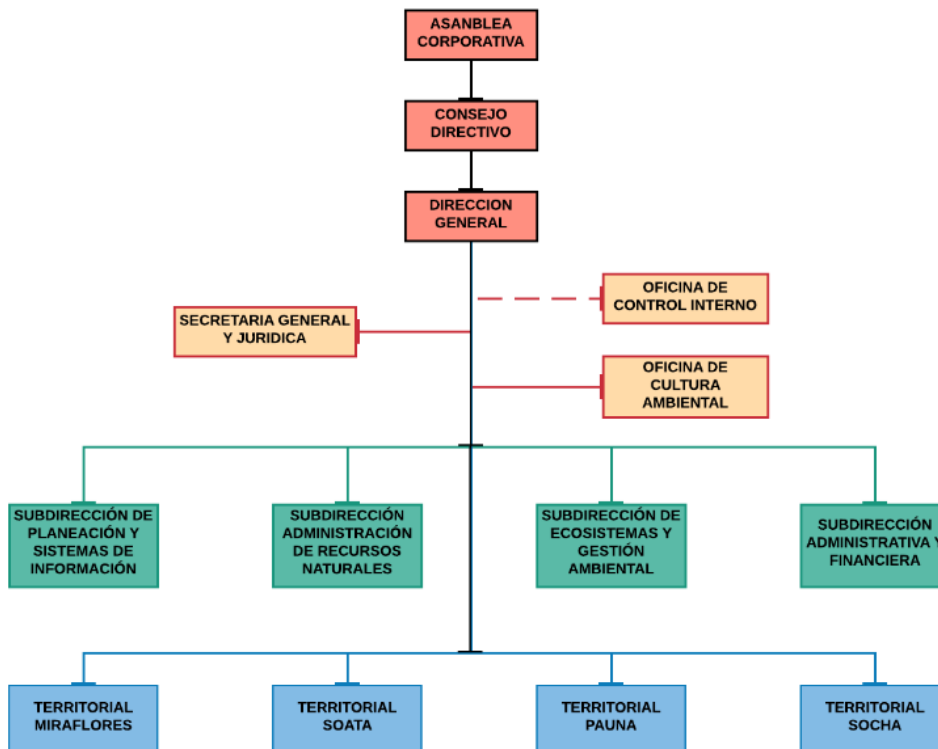 ASANBLEA
CORPORATIVA
CONSEJO
DIRECTIVO
DIRECCION
GENERAL
OFICINA DE
CONTROL INTERNO
SECRETARIA GENERAL
Y JURIDICA
OFICINA DE
CULTURA
AMBIENTAL
SUBDIRECCIÓN DE
PLANEACIÓN Y
SISTEMAS DE
INFORMACIÓN
SUBDIRECCIÓN
ADMINISTRACIÓN
DE RECURSOS
NATURALES
SUBDIRECCIÓN DE
ECOSISTEMAS Y
GESTIÓN
AMBIENTAL
SUBDIRECCIÓN
ADMINISTRATIVA Y
FINANCIERA
TERRITORIAL
MIRAFLORES
TERRITORIAL
SOATA
TERRITORIAL
PAUNA
TERRITORIAL
SOCHA